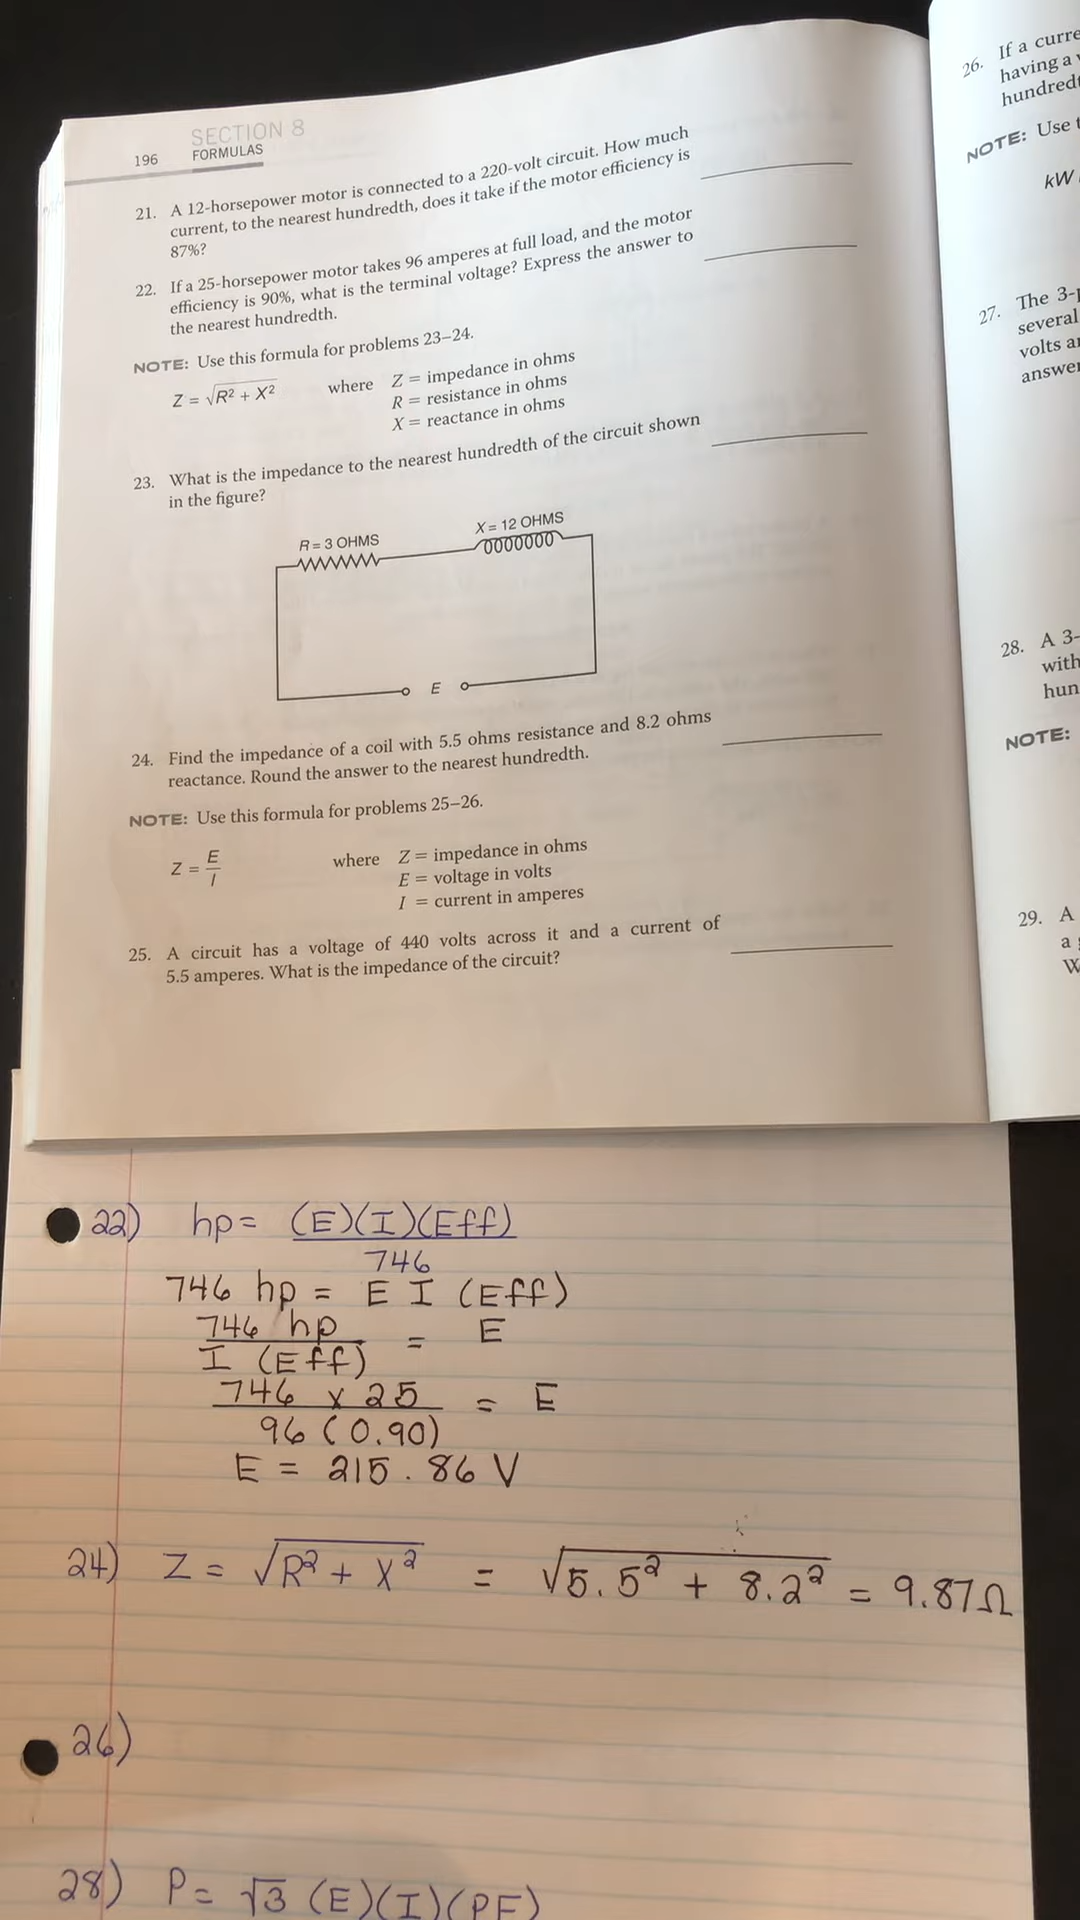 SECTION 8
196 FORMULAS
21. A 12-horsepower motor is connected to a 220-volt circuit. How much
current, to the nearest hundredth, does it take if the motor efficiency is
87%?
22. If a 25-horsepower motor takes 96 amperes at full load, and the motor
efficiency is 90%, what is the terminal voltage? Express the answer to
the nearest hundredth.
NOTE: Use this formula for problems 23–24.
Z = √R² + X² where Z = impedance in ohms
R = resistance in ohms
X = reactance in ohms
23. What is the impedance to the nearest hundredth of the circuit shown
in the figure?
R = 3 OHMS X = 12 OHMS
E
24. Find the impedance of a coil with 5.5 ohms resistance and 8.2 ohms
reactance. Round the answer to the nearest hundredth.
NOTE: Use this formula for problems 25–26.
Z = E/I where Z = impedance in ohms
E = voltage in volts
I = current in amperes
25. A circuit has a voltage of 440 volts across it and a current of
5.5 amperes. What is the impedance of the circuit?
26. If a
having a
NOTE: Use
kW
27. The 3-
several
volts
28. A 3-
with
NOTE:
29. A
a
22) hp = (E)(I)(Eff)
746
746 hp = E I (Eff)
746 hp = E
I (Eff)
746 x 25 = E
96 (0.90)
E = 215.86 V
24) Z = √R² + X² = √5.5² + 8.2² = 9.87Ω
26)
28) P = √3 (E)(I)(PF)